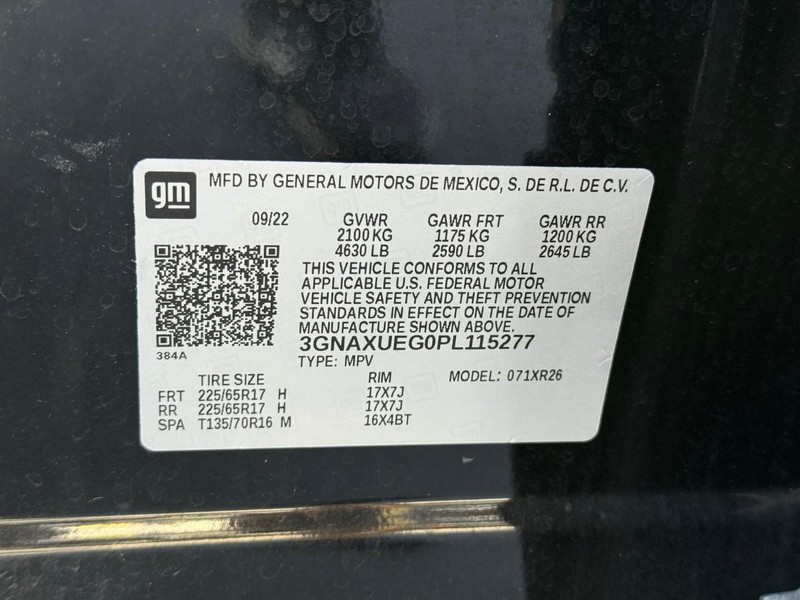 gm MFD BY GENERAL MOTORS DE MEXICO, S. DE R.L. DE C.V.
09/22 GVWR GAWR FRT GAWR RR
2100 KG 1175 KG 1200 KG
4630 LB 2590 LB 2645 LB
THIS VEHICLE CONFORMS TO ALL
APPLICABLE U.S. FEDERAL MOTOR
VEHICLE SAFETY AND THEFT PREVENTION
STANDARDS IN EFFECT ON THE DATE OF
MANUFACTURE SHOWN ABOVE.
3GNAXUEG0PL115277
384A
TYPE: MPV
TIRE SIZE RIM MODEL: 071XR26
FRT 225/65R17 H 17X7J
RR 225/65R17 H 17X7J
SPA T135/70R16 M 16X4BT